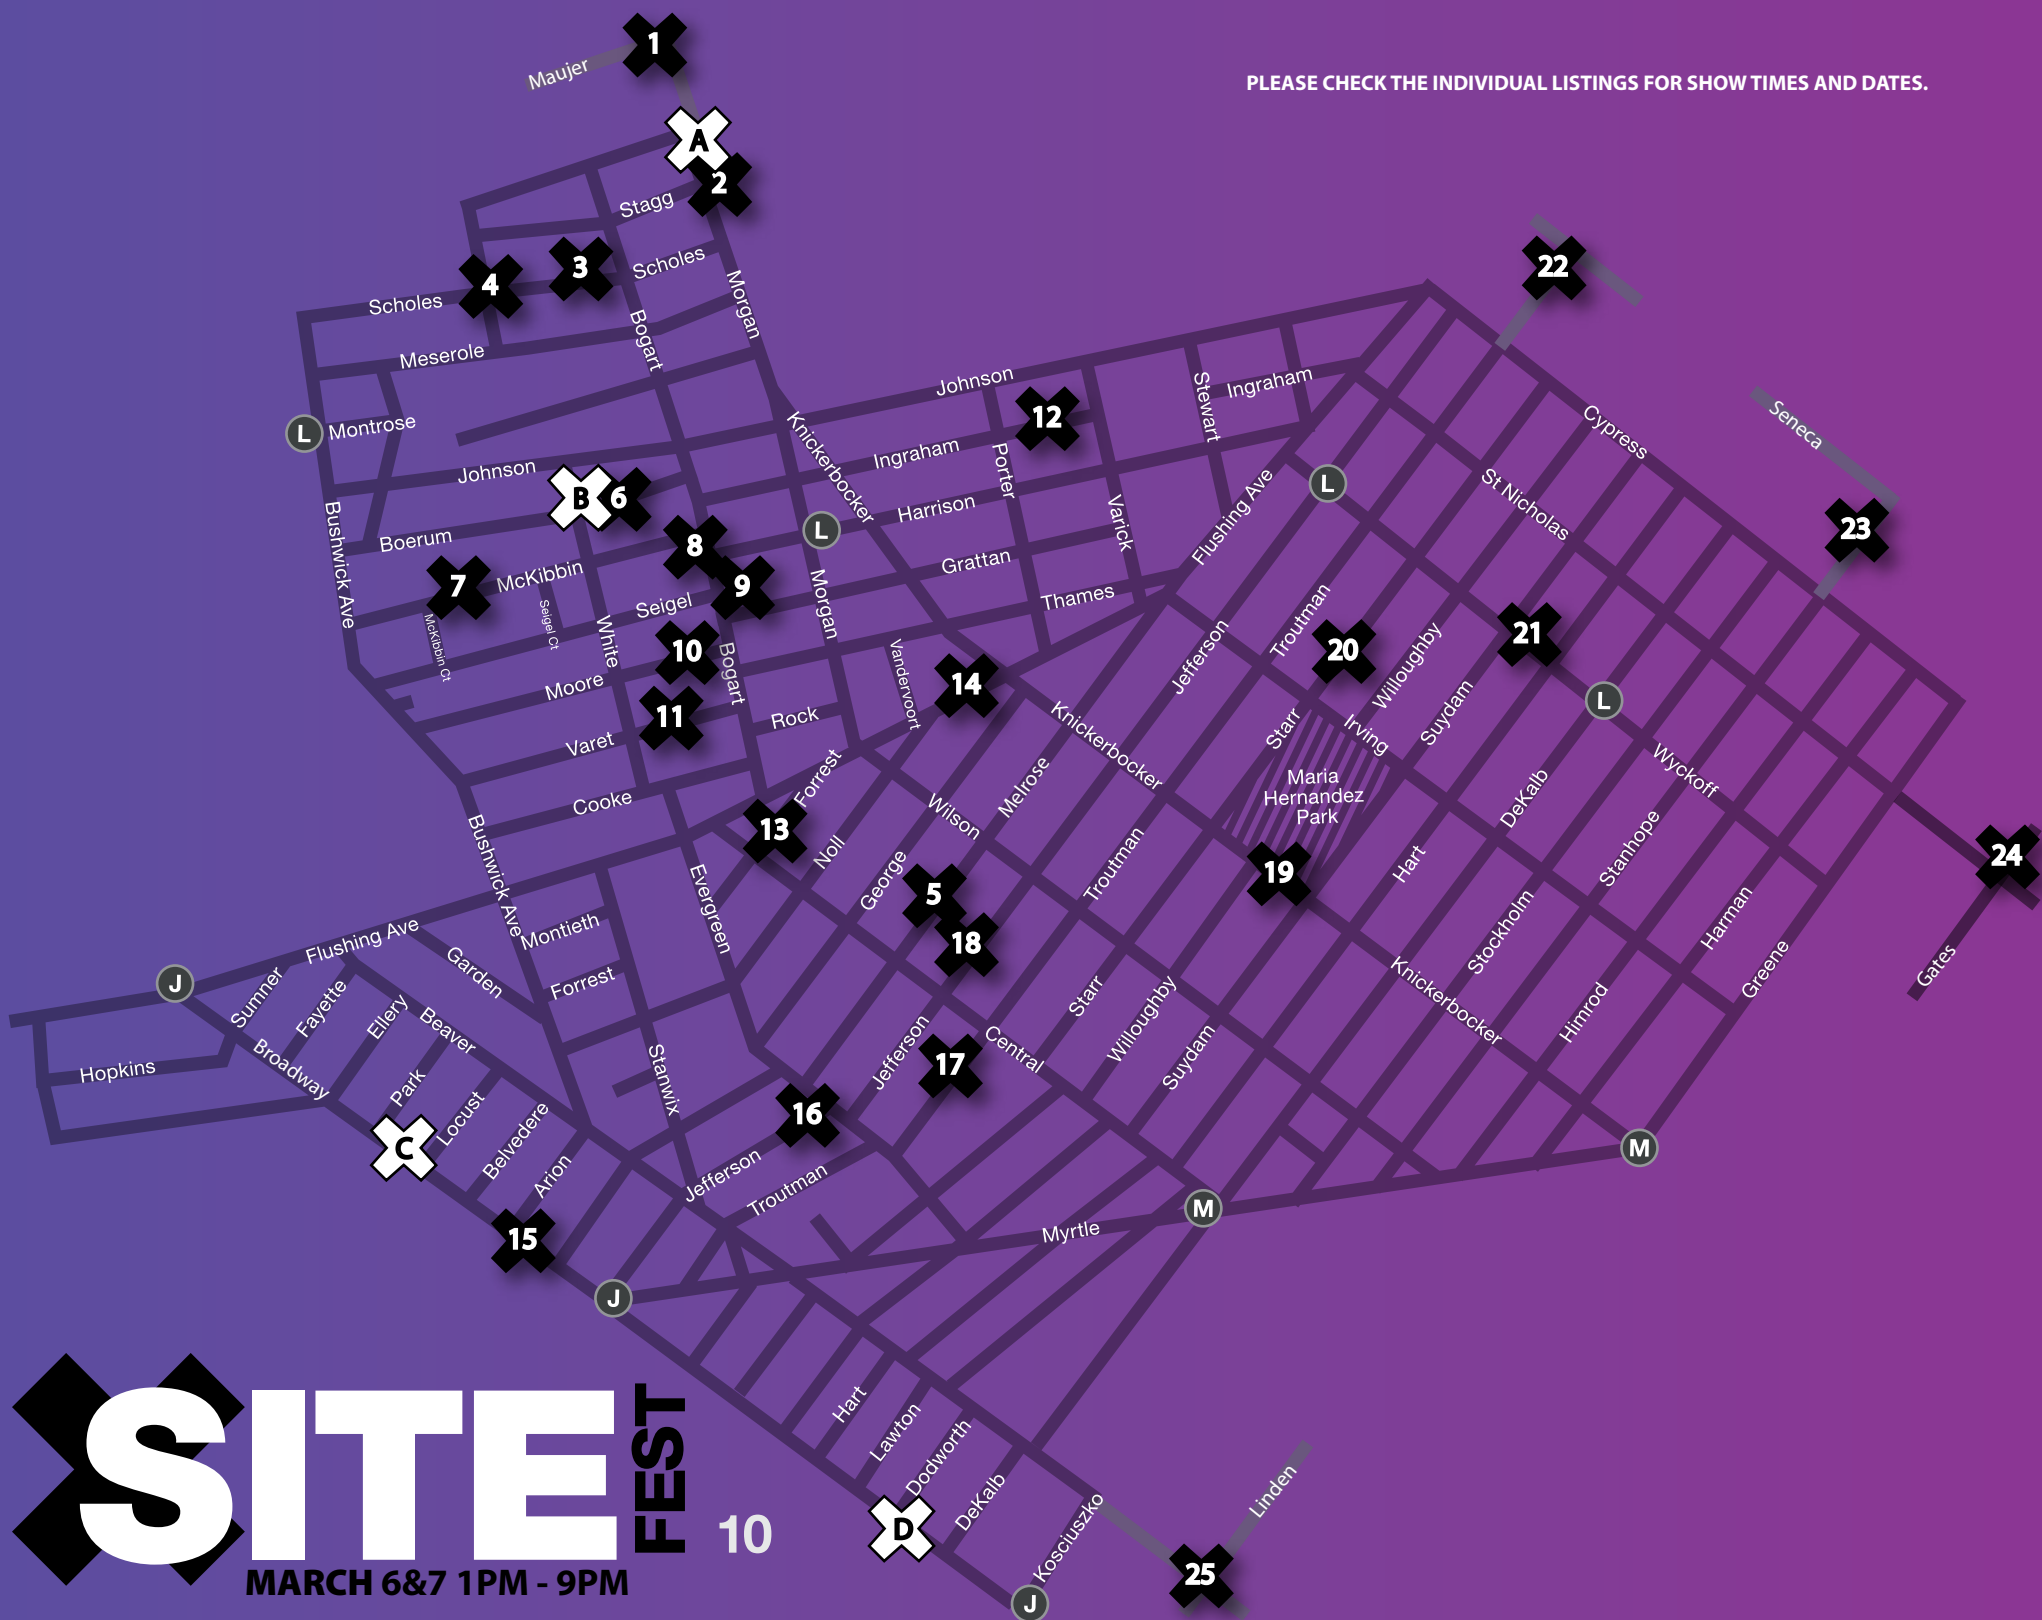 1
Maujer
PLEASE CHECK THE INDIVIDUAL LISTINGS FOR SHOW TIMES AND DATES.
A
2
Stagg
3
4
Scholes
Scholes
Morgan
22
Bogart
Meserole
Johnson
12
Stewart
Ingraham
Cypress
Seneca
L
Montrose
Knickerbocker
Ingraham
Porter
Johnson
B
6
Harrison
L
L
St Nicholas
23
Bushwick Ave
Boerum
8
Varick
Flushing Ave
Grattan
7
McKibbin
9
Seigel
Morgan
Thames
McKibbin Ct
Seigel Ct
White
10
Bogart
Vandervoort
14
Jefferson
Troutman
20
Willoughby
21
L
Moore
11
Rock
Suydam
Starr
Irving
Knickerbocker
Varet
Wyckoff
Forrest
Melrose
Maria
Hernandez
Park
DeKalb
Cooke
13
Wilson
Noll
Stanhope
Bushwick Ave
George
5
Troutman
19
Hart
24
Evergreen
18
Montieth
Flushing Ave
Garden
Stockholm
Harman
Greene
Gates
J
Sumner
Fayette
Forrest
Ellery
Beaver
Starr
Willoughby
Knickerbocker
Himrod
Hopkins
Broadway
Stanwix
Jefferson
17
Central
Suydam
Park
Locust
16
C
Belvedere
Arion
Jefferson
Troutman
M
M
15
Myrtle
J
Hart
Lawton
Dodworth
DeKalb
Linden
D
Kosciuszko
25
J
SITE
FEST
10
MARCH 6&7 1PM - 9PM